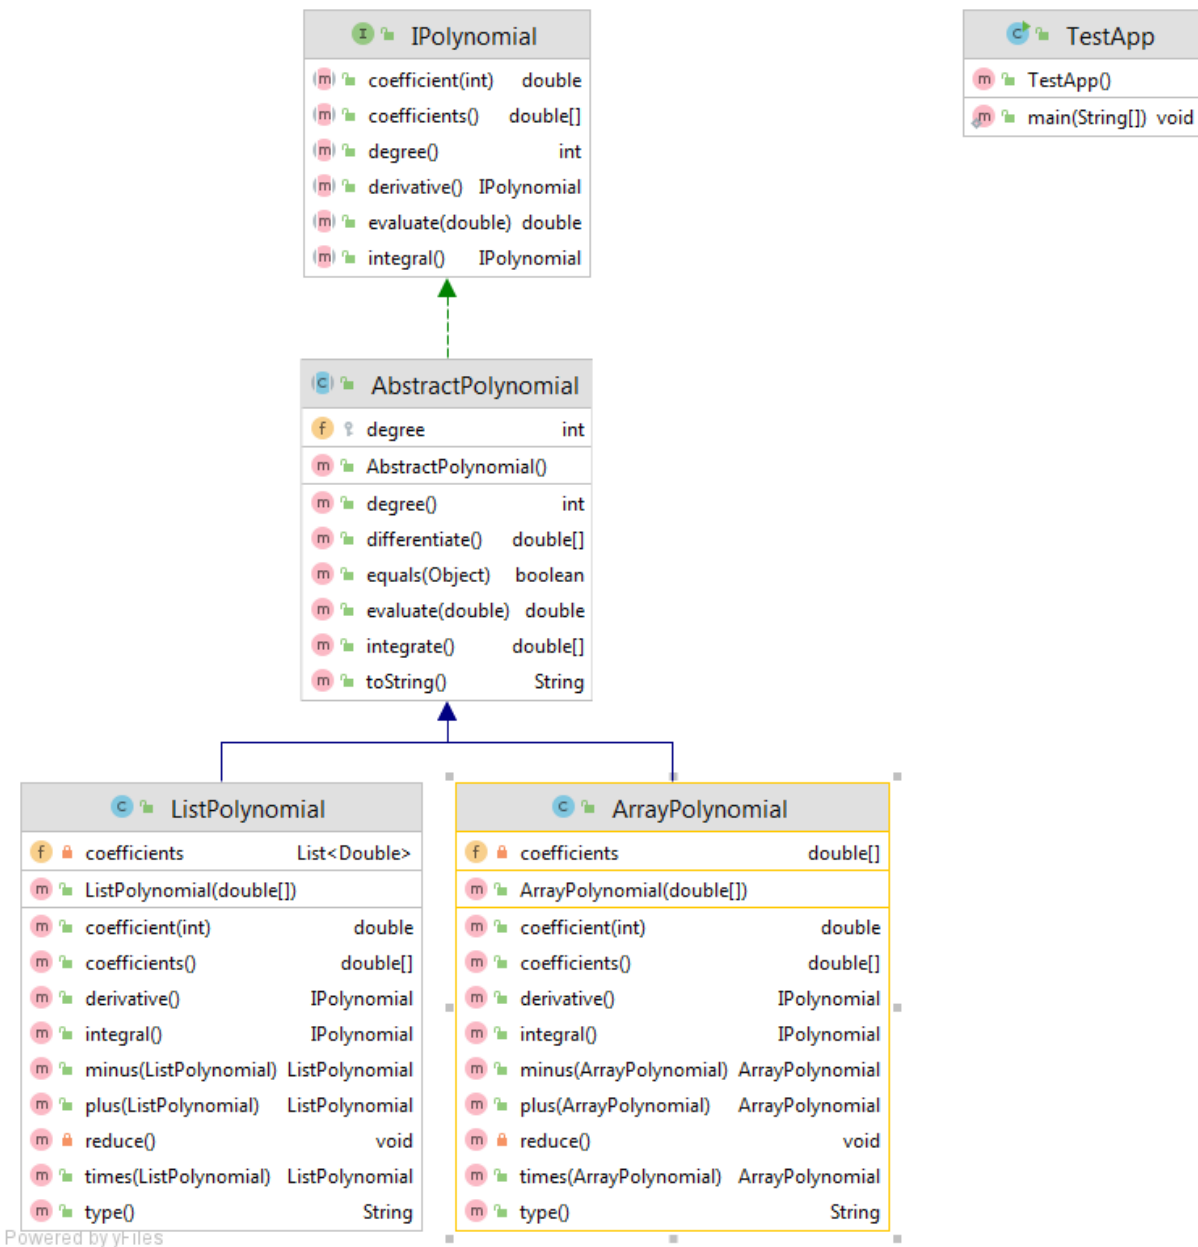 I IPolynomial
m coefficient(int) double
m coefficients() double[]
m degree() int
m derivative() IPolynomial
m evaluate(double) double
m integral() IPolynomial
C TestApp
m TestApp()
m main(String[]) void
C AbstractPolynomial
f degree int
m AbstractPolynomial()
m degree() int
m differentiate() double[]
m equals(Object) boolean
m evaluate(double) double
m integrate() double[]
m toString() String
C ListPolynomial
f coefficients List<Double>
m ListPolynomial(double[])
m coefficient(int) double
m coefficients() double[]
m derivative() IPolynomial
m integral() IPolynomial
m minus(ListPolynomial) ListPolynomial
m plus(ListPolynomial) ListPolynomial
m reduce() void
m times(ListPolynomial) ListPolynomial
m type() String
C ArrayPolynomial
f coefficients double[]
m ArrayPolynomial(double[])
m coefficient(int) double
m coefficients() double[]
m derivative() IPolynomial
m integral() IPolynomial
m minus(ArrayPolynomial) ArrayPolynomial
m plus(ArrayPolynomial) ArrayPolynomial
m reduce() void
m times(ArrayPolynomial) ArrayPolynomial
m type() String
Powered by yFiles